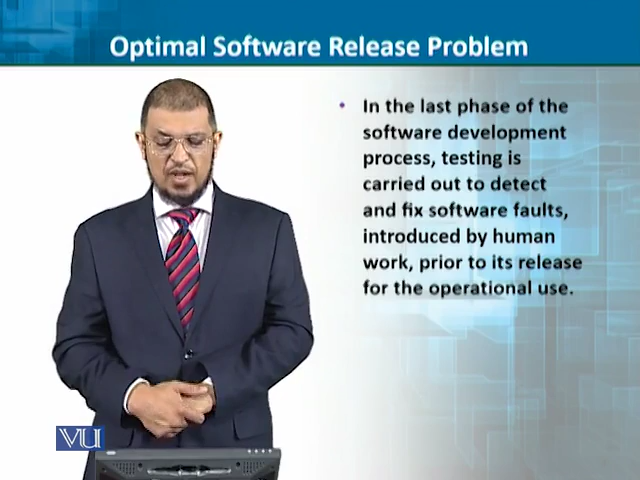 Optimal Software Release Problem
• In the last phase of the
software development
process, testing is
carried out to detect
and fix software faults,
introduced by human
work, prior to its release
for the operational use.
VU